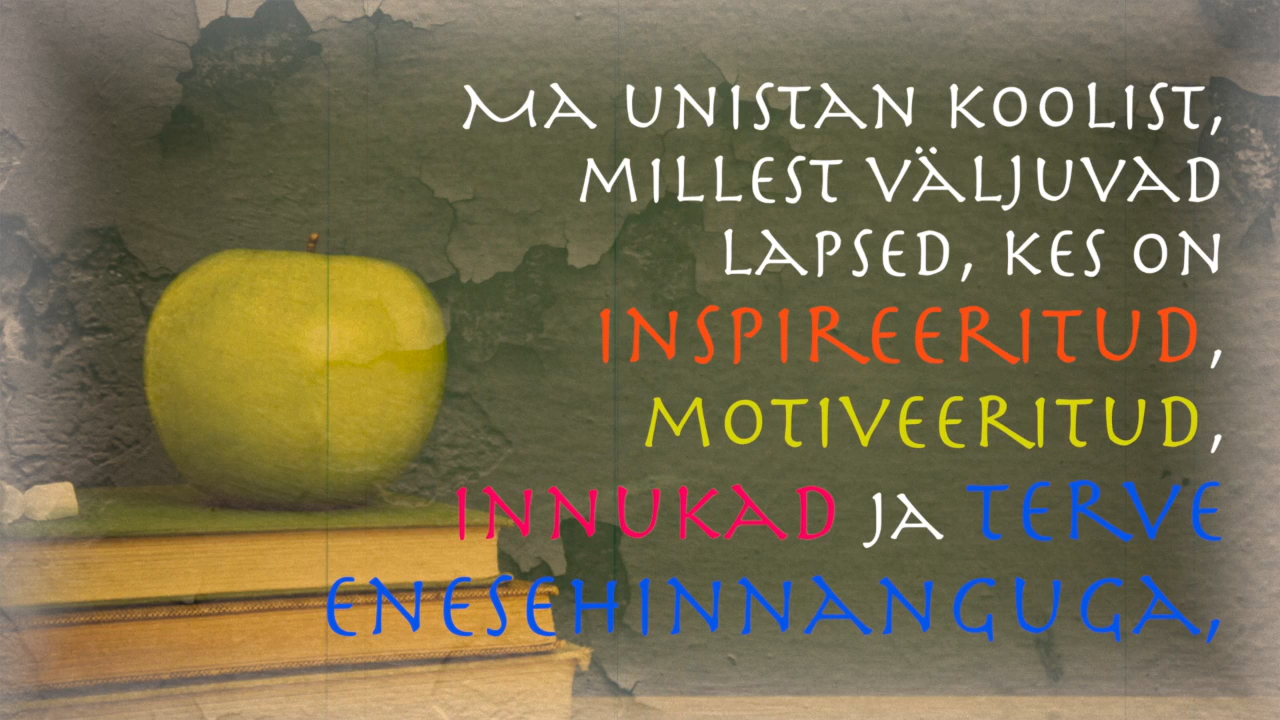 Ma unistan koolist,
millest väljuvad
lapsed, kes on
inspireeritud,
motiveeritud,
innukad ja terve
enesehinnanguga,